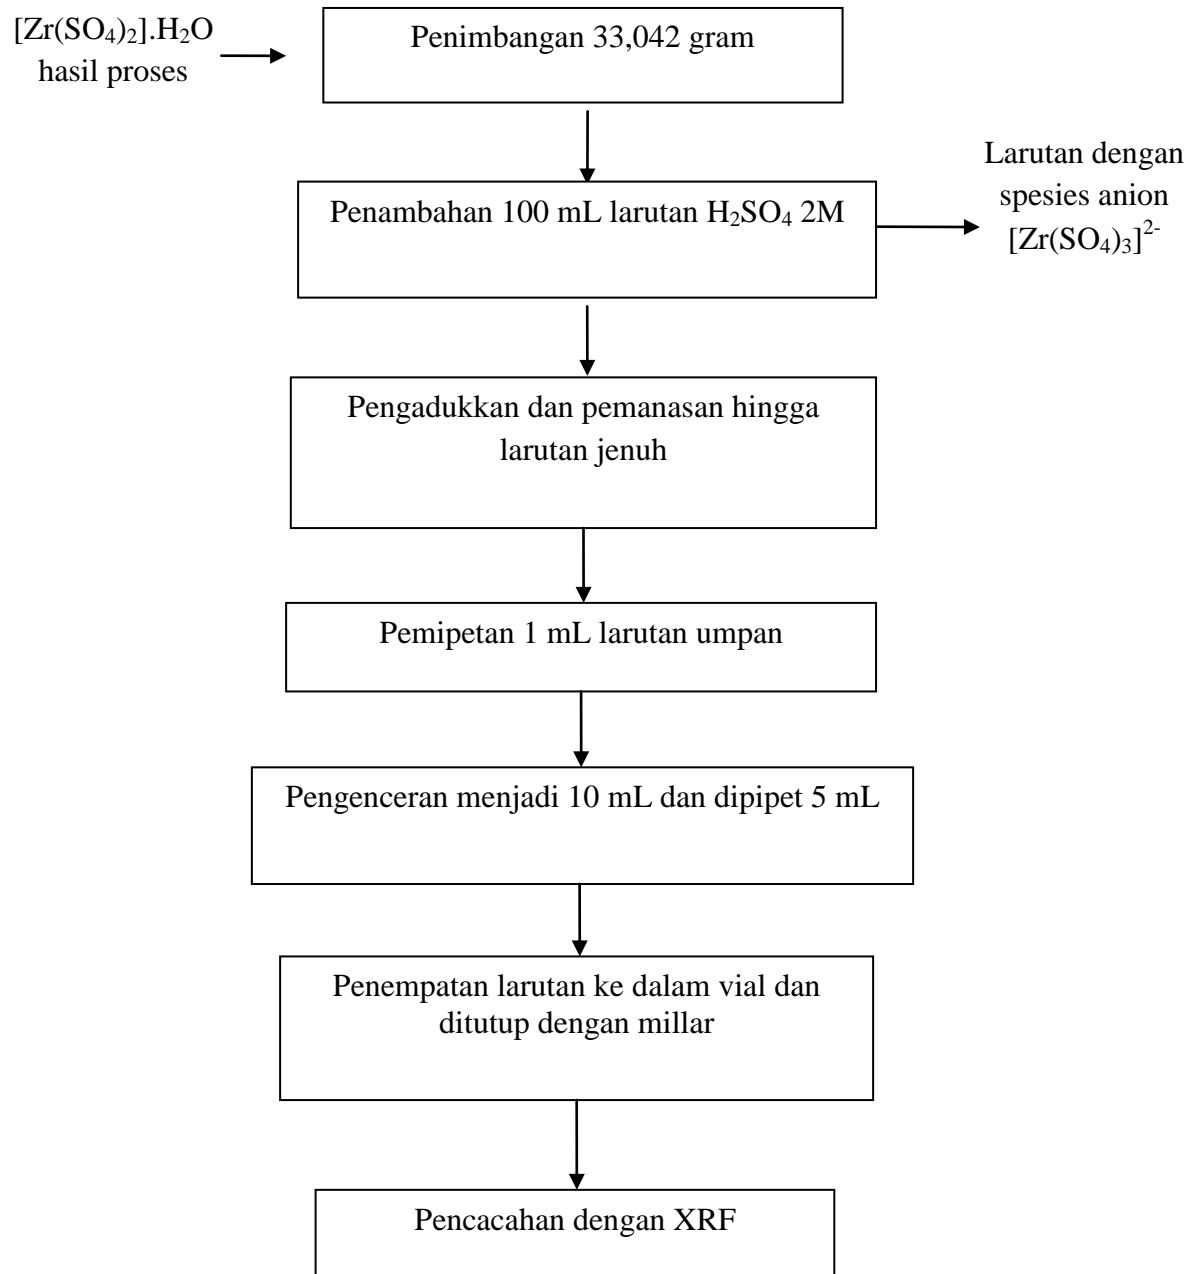 [Zr(SO₄)₂].H₂O
hasil proses
Penimbangan 33,042 gram
Penambahan 100 mL larutan H₂SO₄ 2M
Larutan dengan
spesies anion
[Zr(SO₄)₃]²⁻
Pengadukkan dan pemanasan hingga
larutan jenuh
Pemipetan 1 mL larutan umpan
Pengenceran menjadi 10 mL dan dipipet 5 mL
Penempatan larutan ke dalam vial dan
ditutup dengan millar
Pencacahan dengan XRF